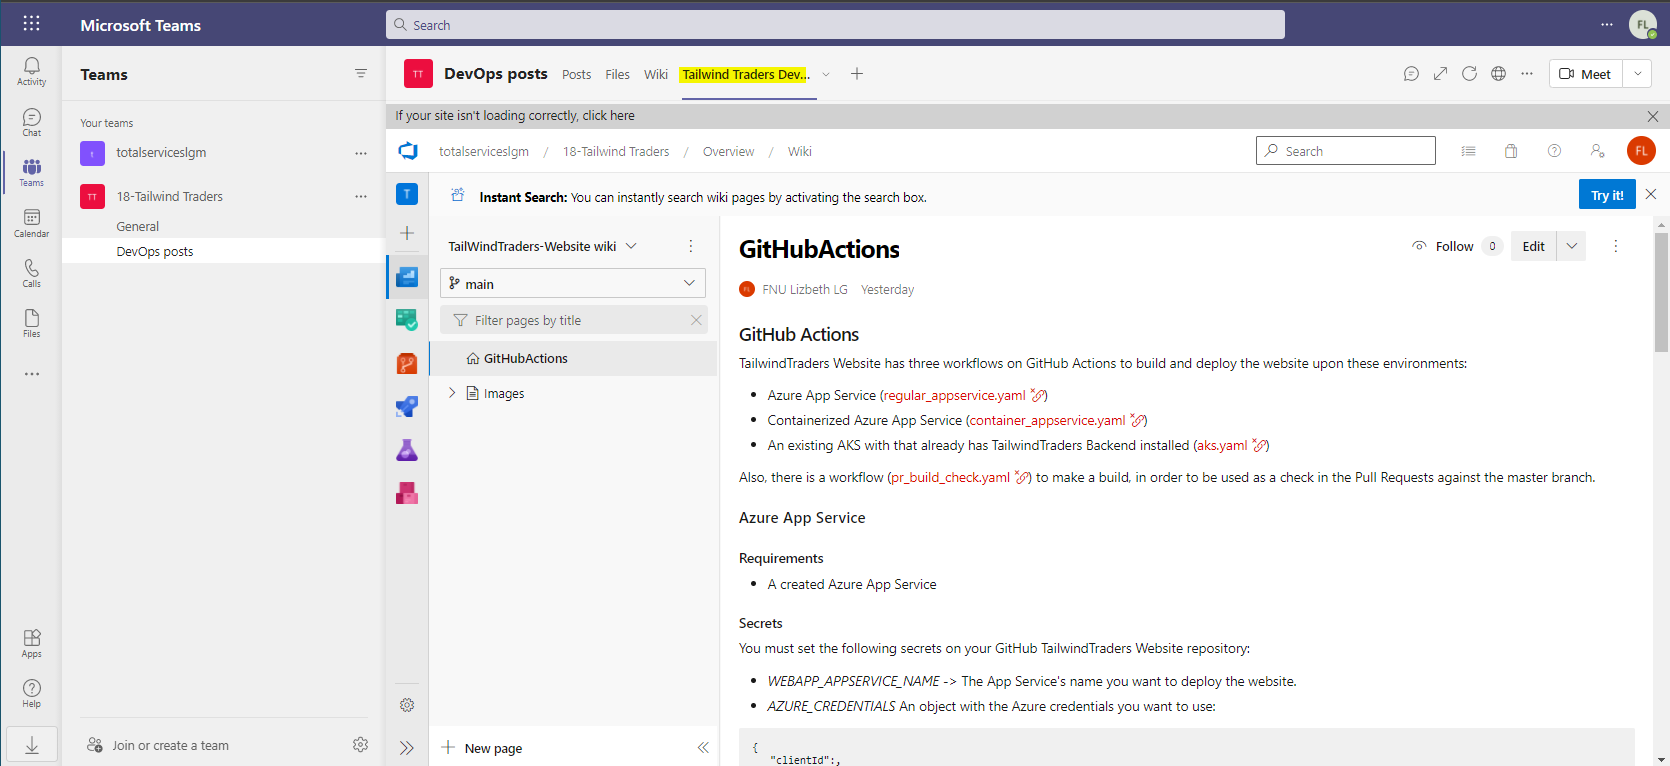 Microsoft Teams
Search
FL
Activity
Chat
Teams
Calendar
Calls
Files
Apps
Help
Teams
Your teams
t totalserviceslgm
TT 18-Tailwind Traders
General
DevOps posts
Join or create a team
TT DevOps posts Posts Files Wiki Tailwind Traders Dev... Meet
If your site isn't loading correctly, click here
totalserviceslgm / 18-Tailwind Traders / Overview / Wiki
Search
FL
T
Instant Search: You can instantly search wiki pages by activating the search box.
Try it!
TailWindTraders-Website wiki
main
Filter pages by title
GitHubActions
Images
New page
GitHubActions
Follow 0 Edit
FL FNU Lizbeth LG Yesterday
GitHub Actions
TailwindTraders Website has three workflows on GitHub Actions to build and deploy the website upon these environments:
• Azure App Service (regular_appservice.yaml)
• Containerized Azure App Service (container_appservice.yaml)
• An existing AKS with that already has TailwindTraders Backend installed (aks.yaml)
Also, there is a workflow (pr_build_check.yaml) to make a build, in order to be used as a check in the Pull Requests against the master branch.
Azure App Service
Requirements
• A created Azure App Service
Secrets
You must set the following secrets on your GitHub TailwindTraders Website repository:
• WEBAPP_APPSERVICE_NAME -> The App Service's name you want to deploy the website.
• AZURE_CREDENTIALS An object with the Azure credentials you want to use:
{
"clientId":,